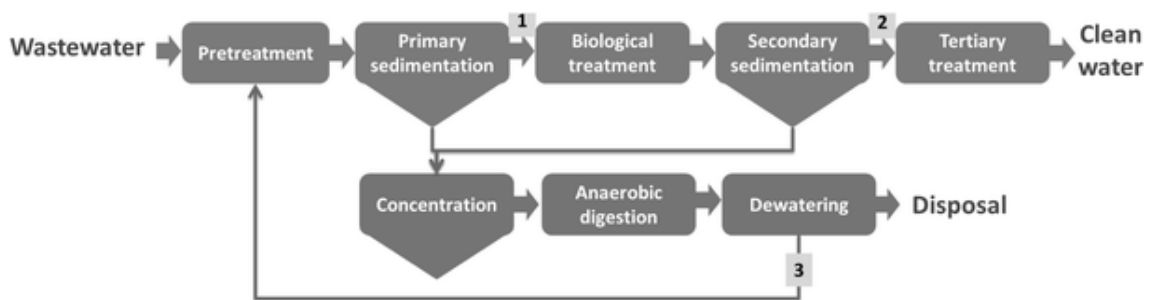 Wastewater
Pretreatment
Primary
sedimentation
1
Biological
treatment
Secondary
sedimentation
2
Tertiary
treatment
Clean
water
Concentration
Anaerobic
digestion
Dewatering
Disposal
3